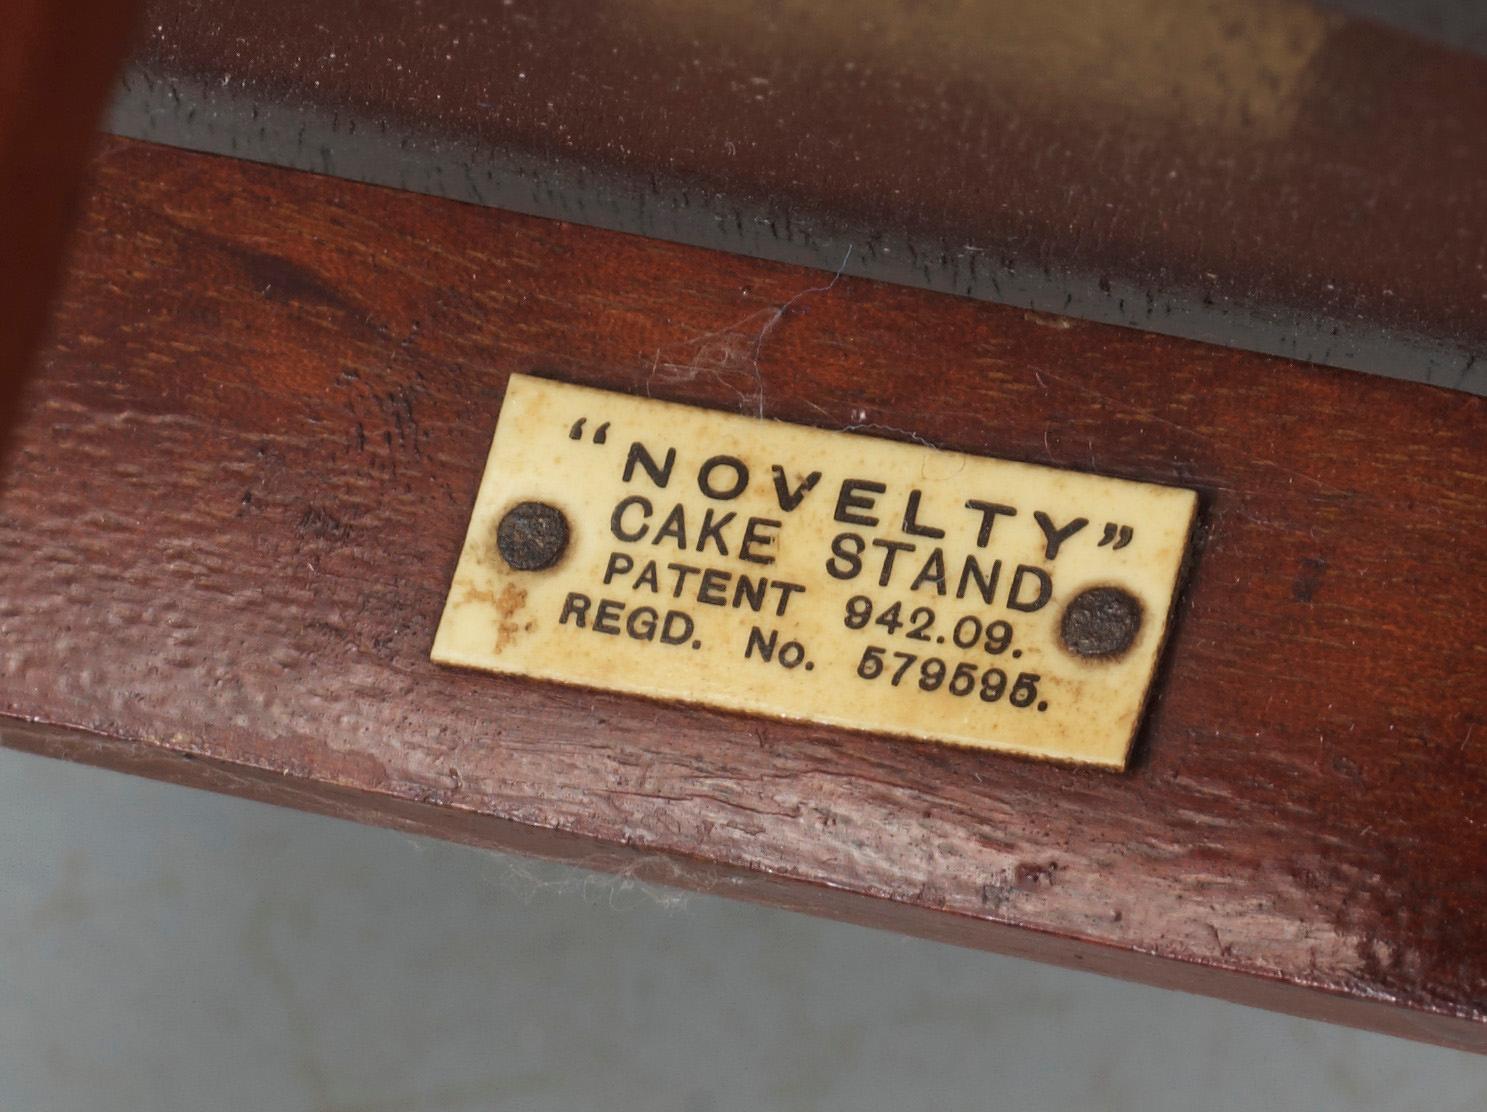 “NOVELTY”
CAKE STAND
PATENT 942.09.
REGD. No. 579595.